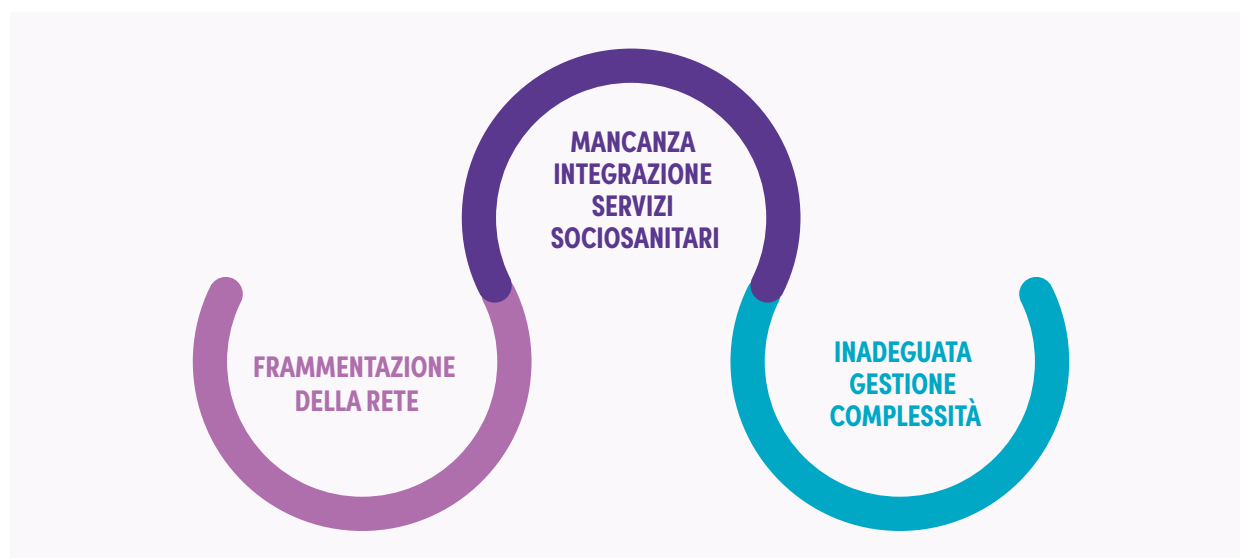 FRAMMENTAZIONE
DELLA RETE
MANCANZA
INTEGRAZIONE
SERVIZI
SOCIOSANITARI
INADEGUATA
GESTIONE
COMPLESSITÀ